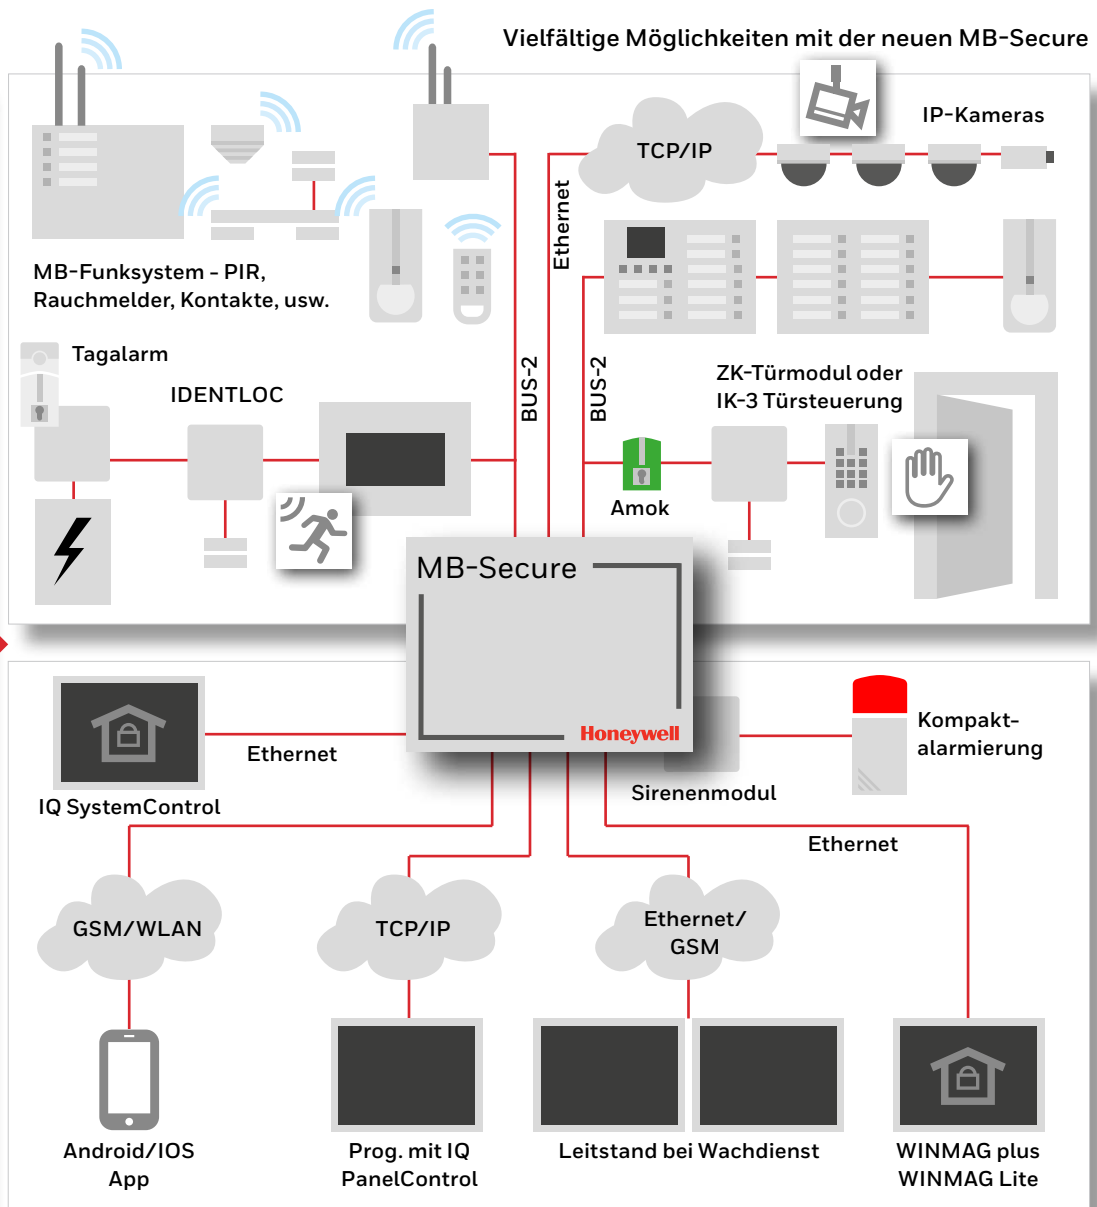 Vielfältige Möglichkeiten mit der neuen MB-Secure
TCP/IP
IP-Kameras
Ethernet
MB-Funksystem - PIR,
Rauchmelder, Kontakte, usw.
Tagalarm
IDENTLOC
BUS-2
BUS-2
ZK-Türmodul oder
IK-3 Türsteuerung
Amok
MB-Secure
Honeywell
Ethernet
IQ SystemControl
Sirenenmodul
Kompakt-
alarmierung
Ethernet
GSM/WLAN
TCP/IP
Ethernet/
GSM
Android/IOS
App
Prog. mit IQ
PanelControl
Leitstand bei Wachdienst
WINMAG plus
WINMAG Lite